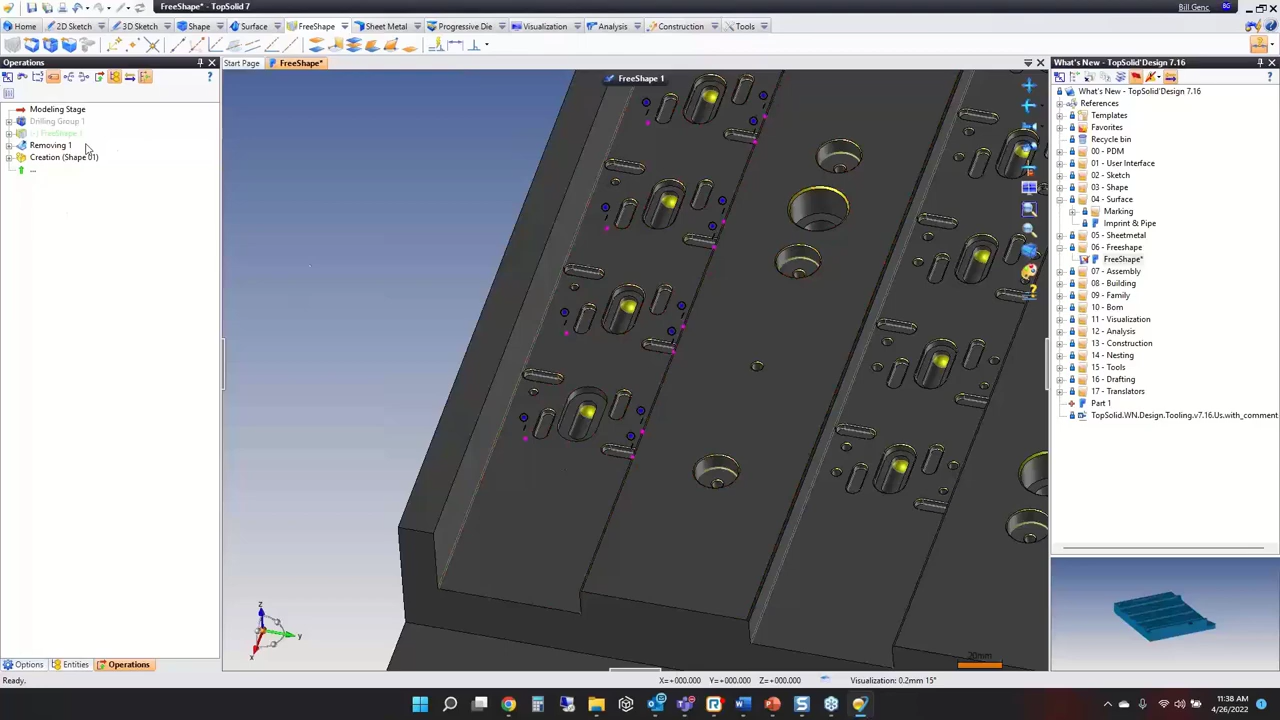 FreeShape* - TopSolid 7
Bill Genc
Home
2D Sketch
3D Sketch
Shape
Surface
FreeShape
Sheet Metal
Progressive Die
Visualization
Analysis
Construction
Tools
Operations
Start Page
FreeShape*
What's New - TopSolid'Design 7.16
FreeShape 1
Modeling Stage
Drilling Group 1
FreeShape 1
Removing 1
Creation (Shape 01)
...
What's New - TopSolid'Design 7.16
References
Templates
Favorites
Recycle bin
00 - PDM
01 - User Interface
02 - Sketch
03 - Shape
04 - Surface
Marking
Imprint & Pipe
05 - Sheetmetal
06 - Freeshape
FreeShape*
07 - Assembly
08 - Building
09 - Family
10 - Bom
11 - Visualization
12 - Analysis
13 - Construction
14 - Nesting
15 - Tools
16 - Drafting
17 - Translators
Part 1
TopSolid.WN.Design.Tooling.v7.16.Us.with_comment
z
y
x
20mm
Options
Entities
Operations
Ready.
X=+000.000
Y=+000.000
Z=+000.000
Visualization: 0.2mm 15°
11:38 AM
4/26/2022